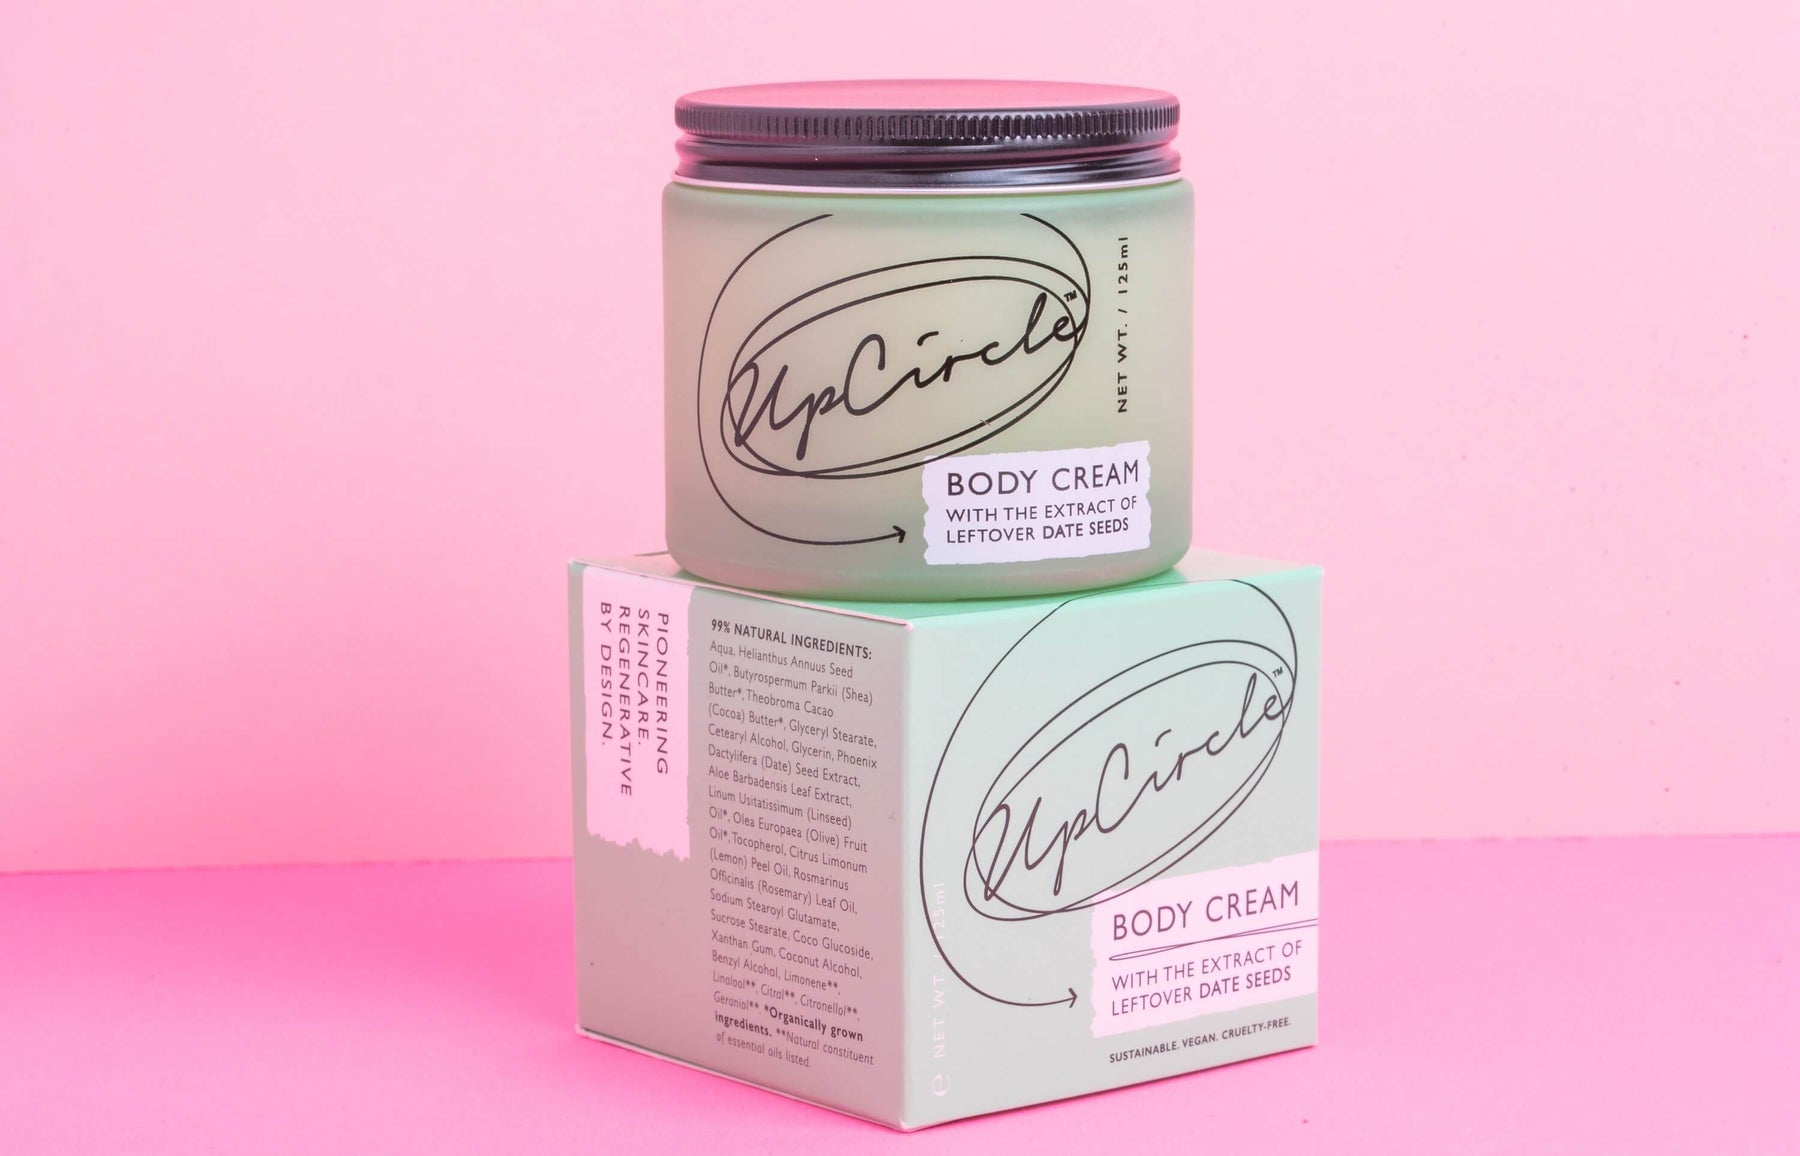 UpCircle™
NET WT. / 125ml
BODY CREAM
WITH THE EXTRACT OF
LEFTOVER DATE SEEDS
PIONEERING
SKINCARE.
REGENERATIVE
BY DESIGN.
99% NATURAL INGREDIENTS:
Aqua, Helianthus Annuus Seed
Oil*, Butyrospermum Parkii (Shea)
Butter*, Theobroma Cacao
(Cocoa) Butter*, Glyceryl Stearate,
Cetearyl Alcohol, Glycerin, Phoenix
Dactylifera (Date) Seed Extract,
Aloe Barbadensis Leaf Extract,
Linum Usitatissimum (Linseed)
Oil*, Olea Europaea (Olive) Fruit
Oil*, Tocopherol, Citrus Limonum
(Lemon) Peel Oil, Rosmarinus
Officinalis (Rosemary) Leaf Oil,
Sodium Stearoyl Glutamate,
Sucrose Stearate, Coco Glucoside,
Xanthan Gum, Coconut Alcohol,
Benzyl Alcohol, Limonene**,
Linalool**, Citral**, Citronellol**,
Geraniol**. *Organically grown
ingredients. **Natural constituent
of essential oils listed.
UpCircle™
℮ NET WT. / 125ml
BODY CREAM
WITH THE EXTRACT OF
LEFTOVER DATE SEEDS
SUSTAINABLE. VEGAN. CRUELTY-FREE.